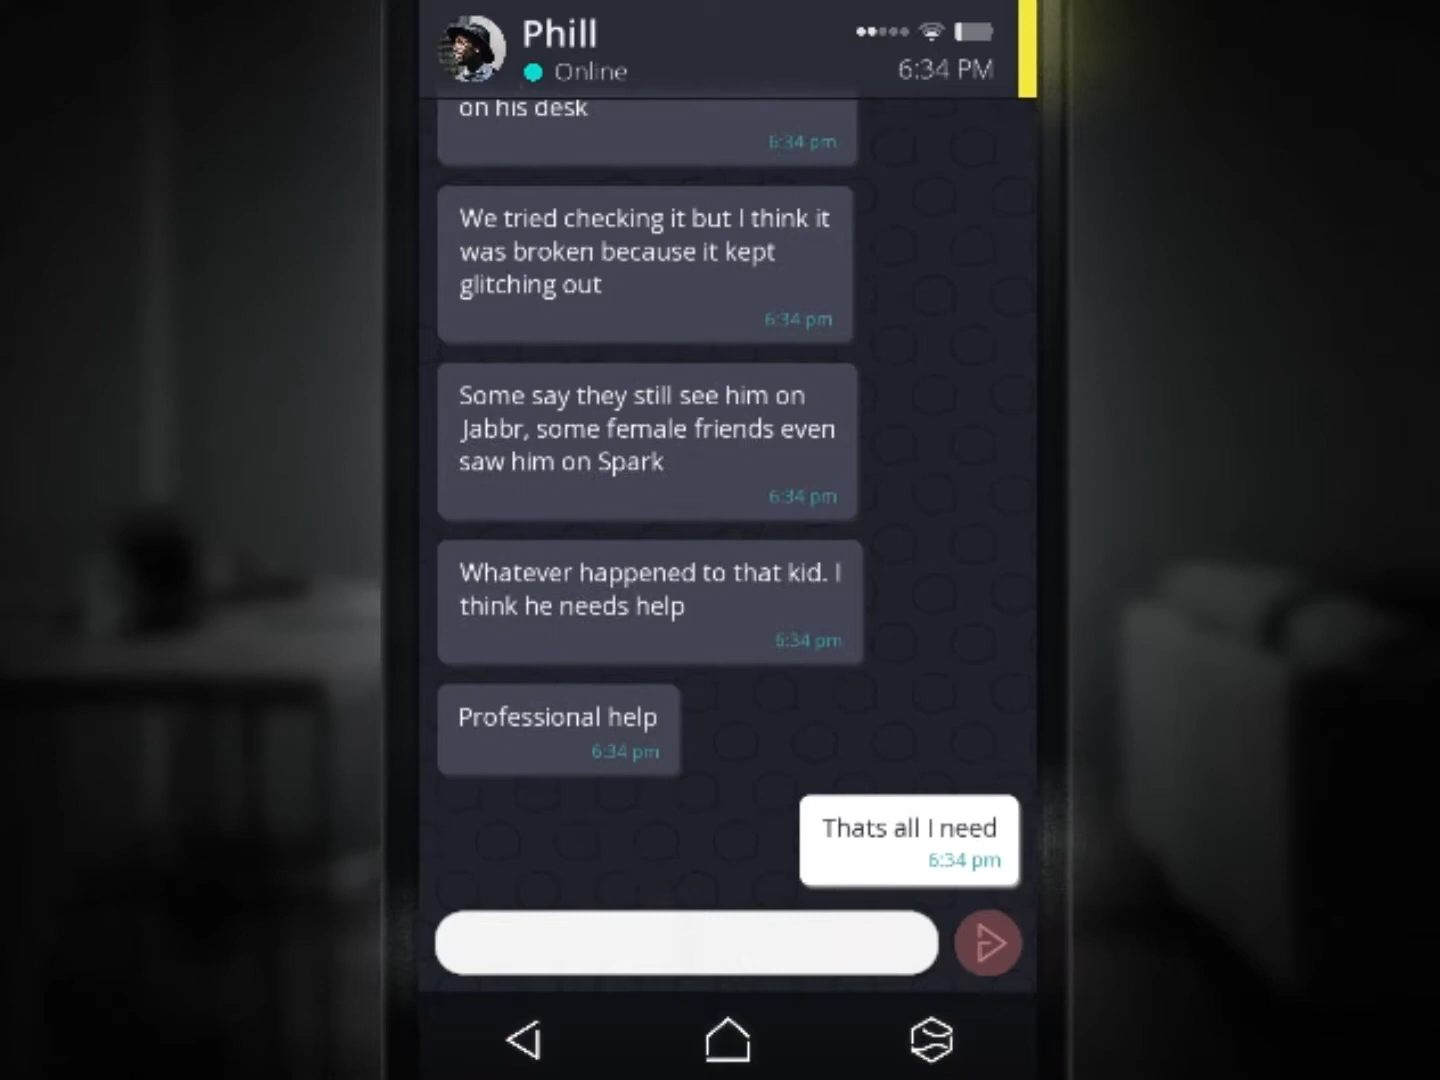 Phill
Online
6:34 PM
on his desk
6:34 pm
We tried checking it but I think it
was broken because it kept
glitching out
6:34 pm
Some say they still see him on
Jabbr, some female friends even
saw him on Spark
6:34 pm
Whatever happened to that kid. I
think he needs help
6:34 pm
Professional help
6:34 pm
Thats all I need
6:34 pm